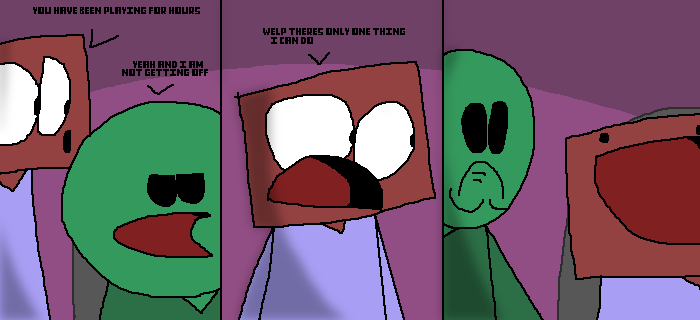 YOU HAVE BEEN PLAYING FOR HOURS
YEAH AND I AM
NOT GETTING OFF
WELP THERES ONLY ONE THING
I CAN DO